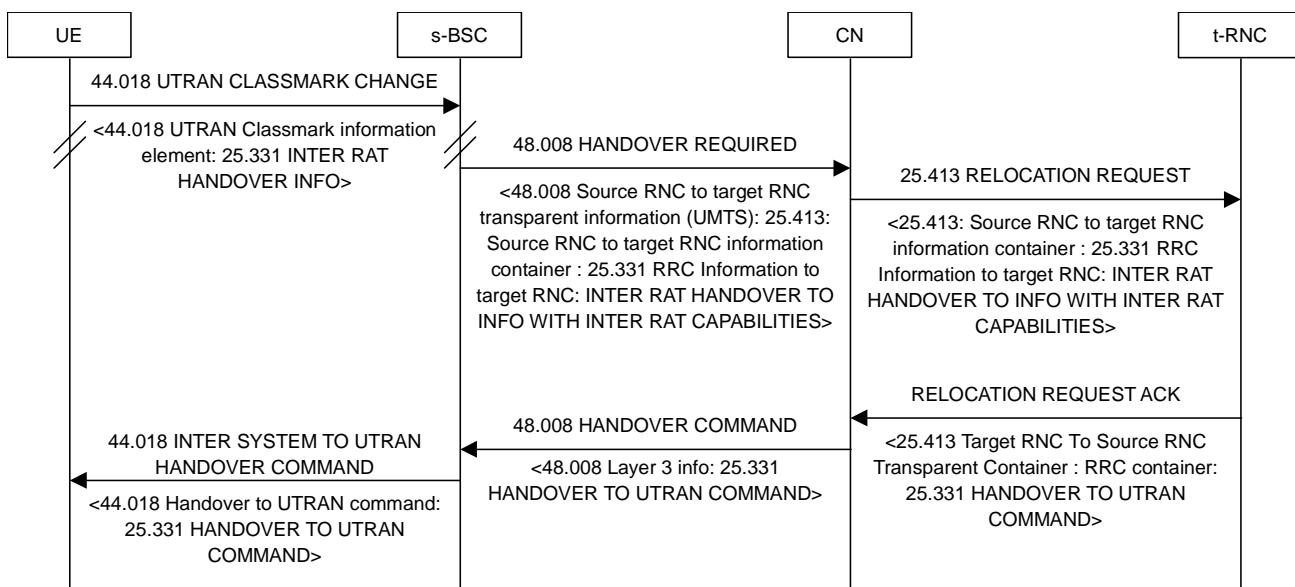 UE
s-BSC
CN
t-RNC
44.018 UTRAN CLASSMARK CHANGE
<44.018 UTRAN Classmark information
element: 25.331 INTER RAT
HANDOVER INFO>
48.008 HANDOVER REQUIRED
<48.008 Source RNC to target RNC
transparent information (UMTS): 25.413:
Source RNC to target RNC information
container : 25.331 RRC Information to
target RNC: INTER RAT HANDOVER TO
INFO WITH INTER RAT CAPABILITIES>
25.413 RELOCATION REQUEST
<25.413: Source RNC to target RNC
information container : 25.331 RRC
Information to target RNC: INTER RAT
HANDOVER TO INFO WITH INTER RAT
CAPABILITIES>
RELOCATION REQUEST ACK
<25.413 Target RNC To Source RNC
Transparent Container : RRC container:
25.331 HANDOVER TO UTRAN
COMMAND>
48.008 HANDOVER COMMAND
<48.008 Layer 3 info: 25.331
HANDOVER TO UTRAN COMMAND>
44.018 INTER SYSTEM TO UTRAN
HANDOVER COMMAND
<44.018 Handover to UTRAN command:
25.331 HANDOVER TO UTRAN
COMMAND>